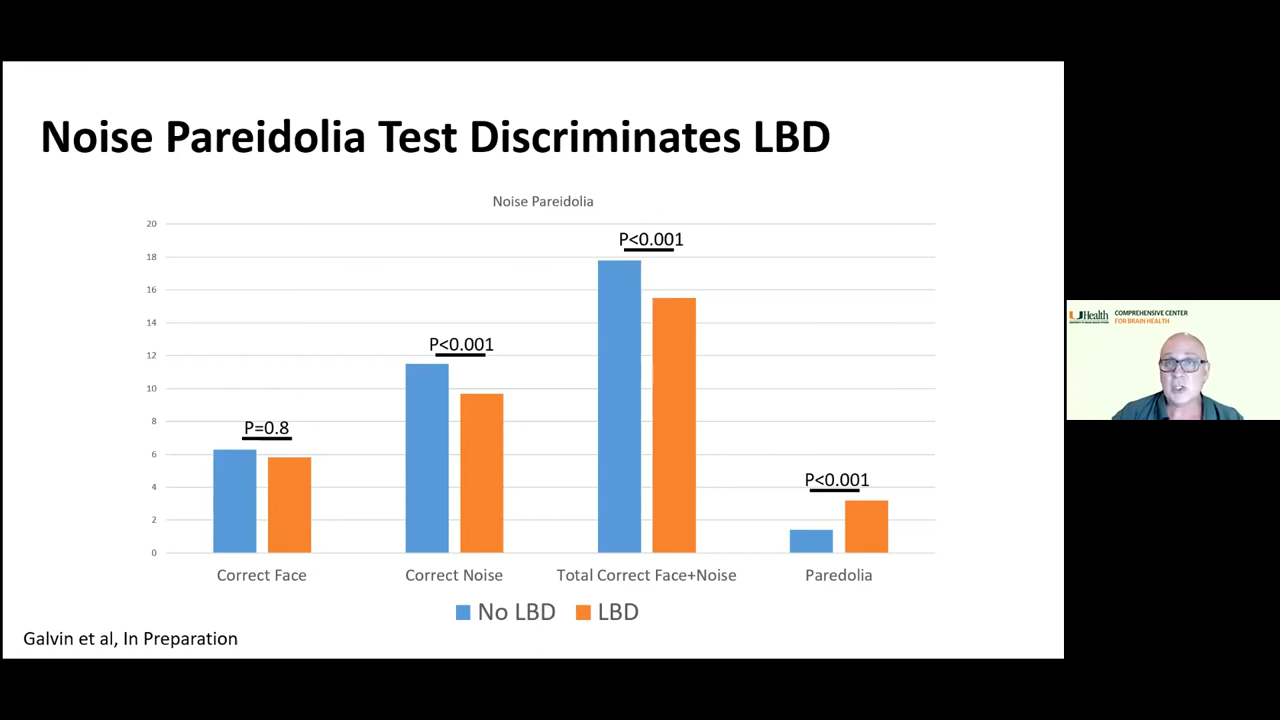 Noise Pareidolia Test Discriminates LBD
Noise Pareidolia
20
18
16
14
12
10
8
6
4
2
0
P=0.8
P<0.001
P<0.001
P<0.001
Correct Face
Correct Noise
Total Correct Face+Noise
Paredolia
No LBD
LBD
Galvin et al, In Preparation
UHealth
COMPREHENSIVE CENTER
FOR BRAIN HEALTH